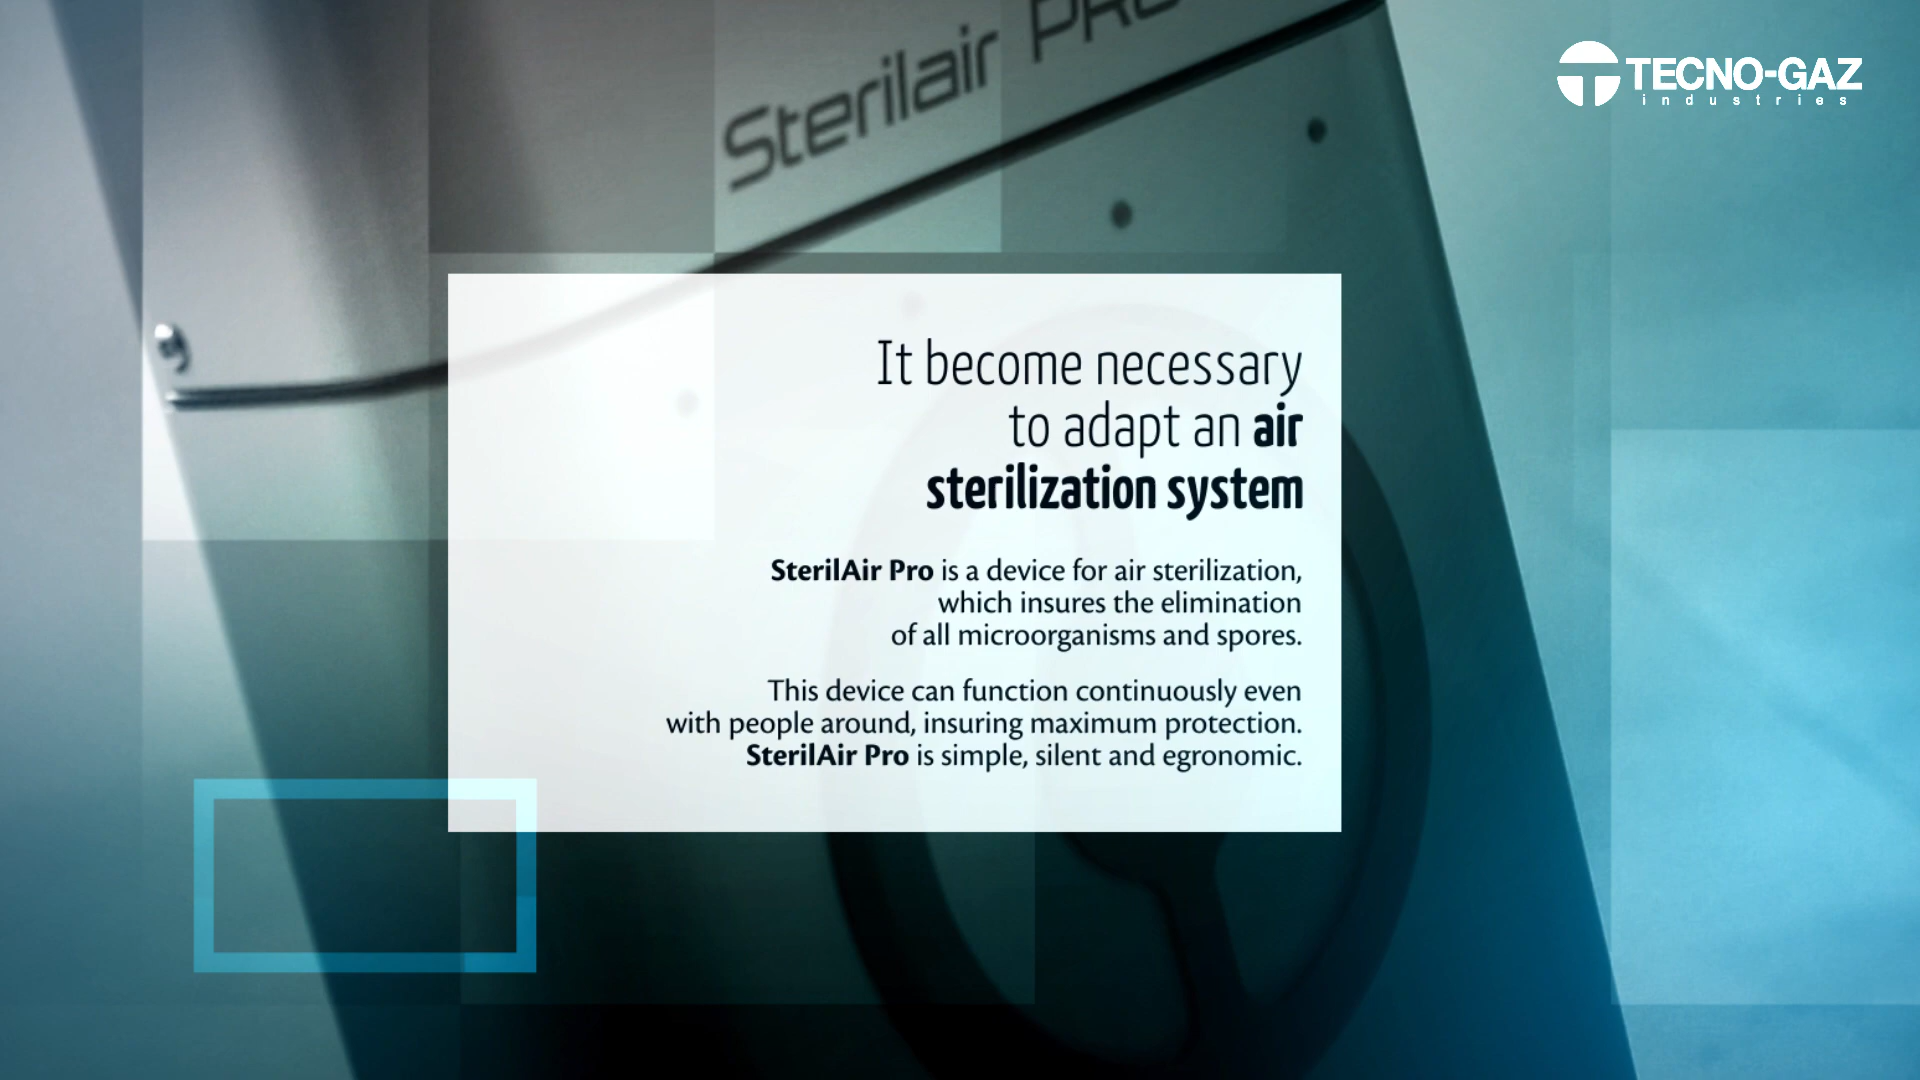 Sterilair PRO
TECNO-GAZ
industries
It become necessary
to adapt an air
sterilization system
SterilAir Pro is a device for air sterilization,
which insures the elimination
of all microorganisms and spores.
This device can function continuously even
with people around, insuring maximum protection.
SterilAir Pro is simple, silent and egronomic.